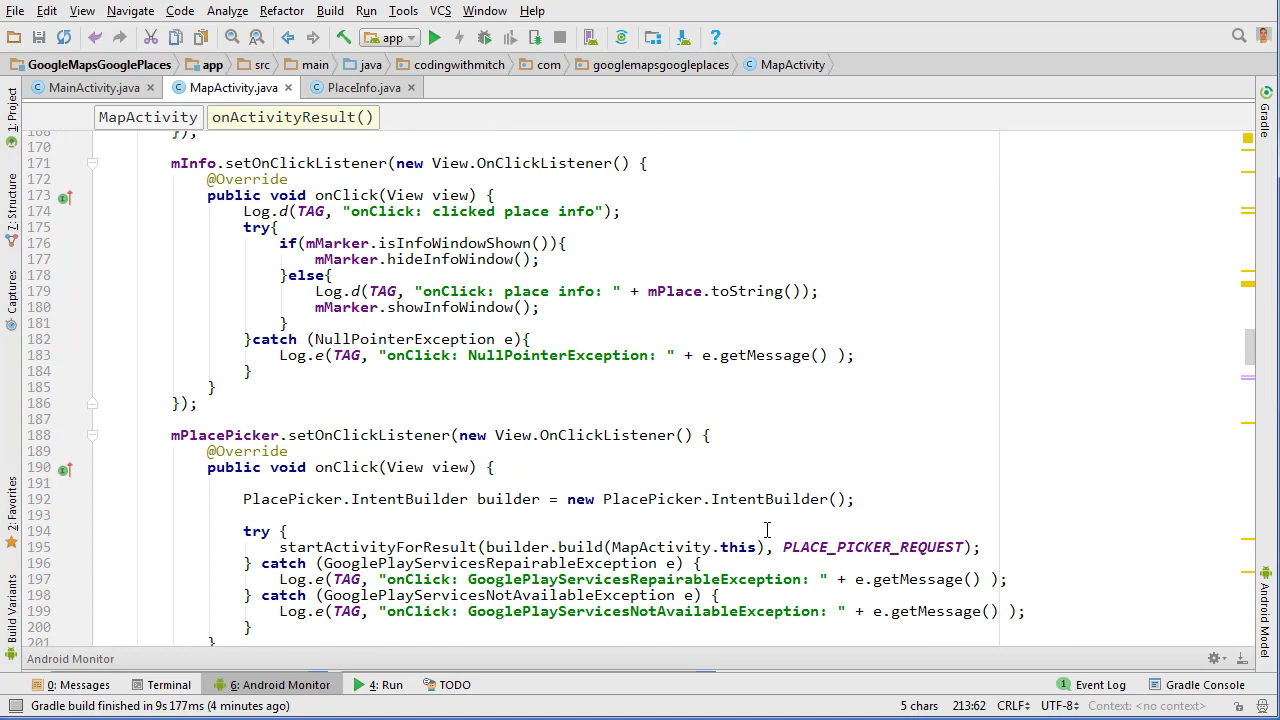 File Edit View Navigate Code Analyze Refactor Build Run Tools VCS Window Help
app
GoogleMapsGooglePlaces app src main java codingwithmitch com googlemapsgoogleplaces MapActivity
MainActivity.java MapActivity.java PlaceInfo.java
MapActivity onActivityResult()
168 });
170
171 mInfo.setOnClickListener(new View.OnClickListener() {
172 @Override
173 public void onClick(View view) {
174 Log.d(TAG, "onClick: clicked place info");
175 try{
176 if(mMarker.isInfoWindowShown()){
177 mMarker.hideInfoWindow();
178 }else{
179 Log.d(TAG, "onClick: place info: " + mPlace.toString());
180 mMarker.showInfoWindow();
181 }
182 }catch (NullPointerException e){
183 Log.e(TAG, "onClick: NullPointerException: " + e.getMessage() );
184 }
185 }
186 });
187
188 mPlacePicker.setOnClickListener(new View.OnClickListener() {
189 @Override
190 public void onClick(View view) {
191
192 PlacePicker.IntentBuilder builder = new PlacePicker.IntentBuilder();
193
194 try {
195 startActivityForResult(builder.build(MapActivity.this), PLACE_PICKER_REQUEST);
196 } catch (GooglePlayServicesRepairableException e) {
197 Log.e(TAG, "onClick: GooglePlayServicesRepairableException: " + e.getMessage() );
198 } catch (GooglePlayServicesNotAvailableException e) {
199 Log.e(TAG, "onClick: GooglePlayServicesNotAvailableException: " + e.getMessage() );
200 }
201 }
1: Project
7: Structure
Captures
2: Favorites
Build Variants
Gradle
Android Model
Android Monitor
0: Messages Terminal 6: Android Monitor 4: Run TODO 1 Event Log Gradle Console
Gradle build finished in 9s 177ms (4 minutes ago) 5 chars 213:62 CRLF UTF-8 Context: <no context>